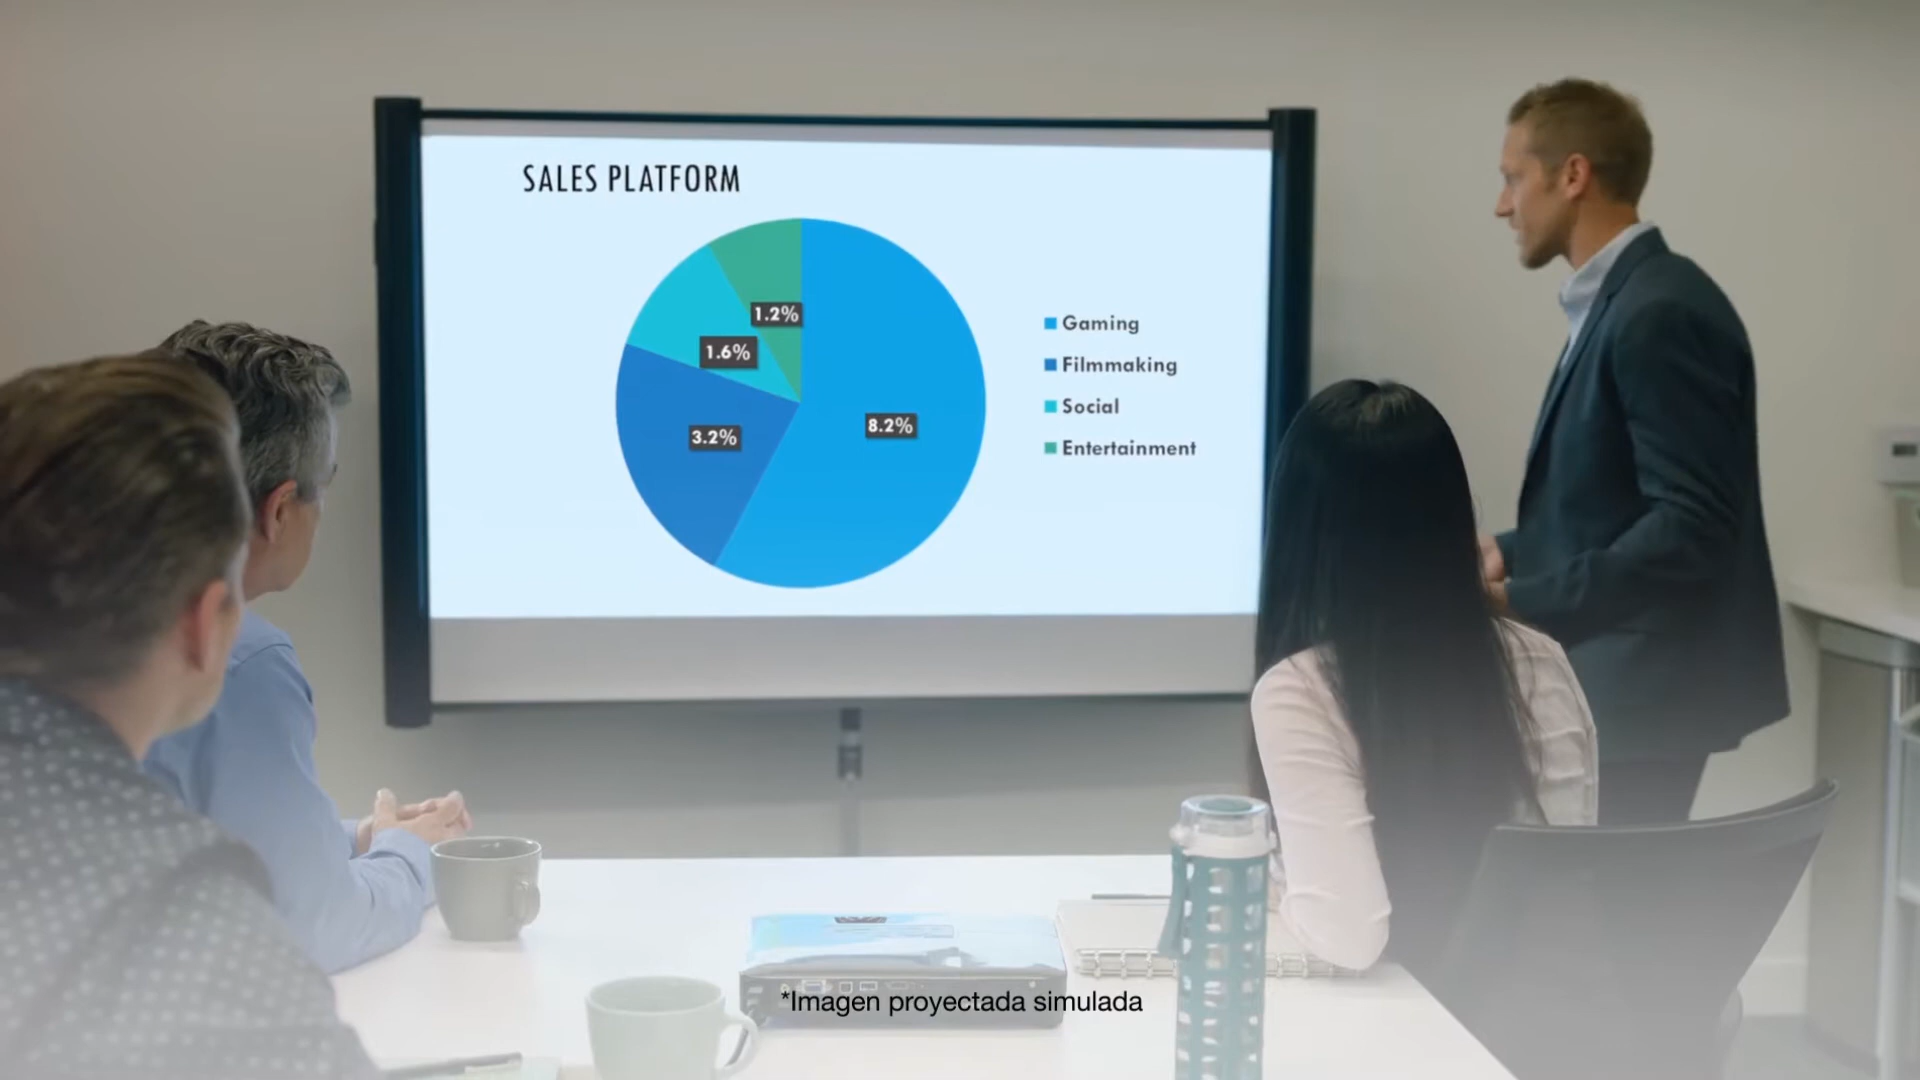 SALES PLATFORM
1.2%
1.6%
3.2%
8.2%
Gaming
Filmmaking
Social
Entertainment
*Imagen proyectada simulada